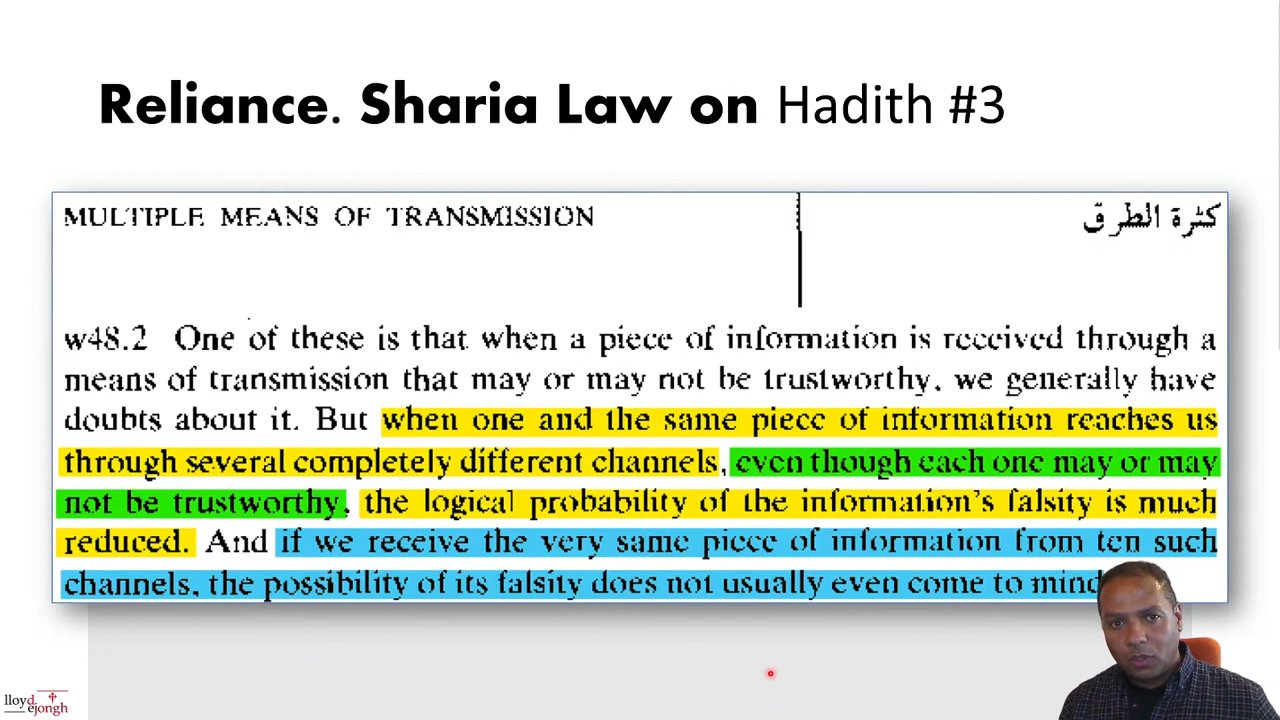 Reliance. Sharia Law on Hadith #3
MULTIPLE MEANS OF TRANSMISSION
كثرة الطرق
w48.2 One of these is that when a piece of information is received through a
means of transmission that may or may not be trustworthy, we generally have
doubts about it. But when one and the same piece of information reaches us
through several completely different channels, even though each one may or may
not be trustworthy, the logical probability of the information's falsity is much
reduced. And if we receive the very same piece of information from ten such
channels, the possibility of its falsity does not usually even come to mind
lloyd
ejongh